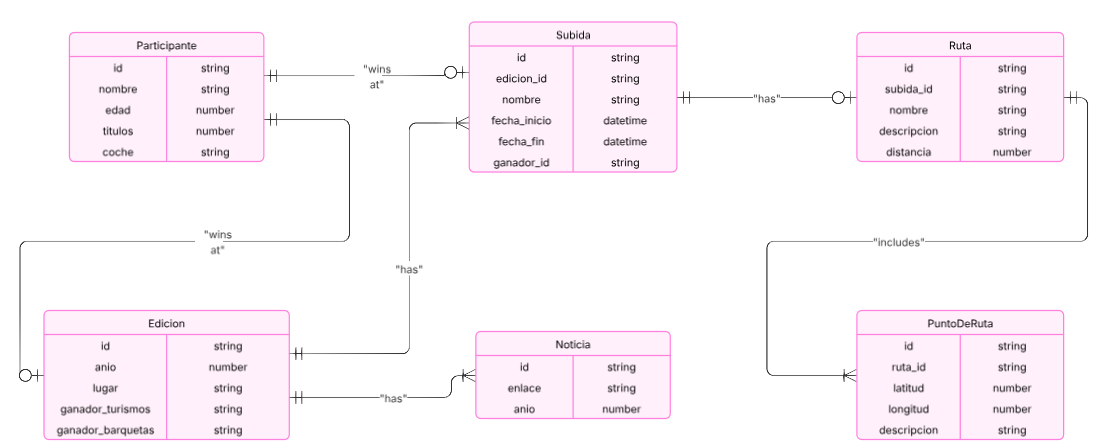 Participante
id string
nombre string
edad number
titulos number
coche string
"wins
at"
Subida
id string
edicion_id string
nombre string
fecha_inicio datetime
fecha_fin datetime
ganador_id string
"has"
Ruta
id string
subida_id string
nombre string
descripcion string
distancia number
"wins
at"
"has"
"includes"
Edicion
id string
anio number
lugar string
ganador_turismos string
ganador_barquetas string
"has"
Noticia
id string
enlace string
anio number
PuntoDeRuta
id string
ruta_id string
latitud number
longitud number
descripcion string